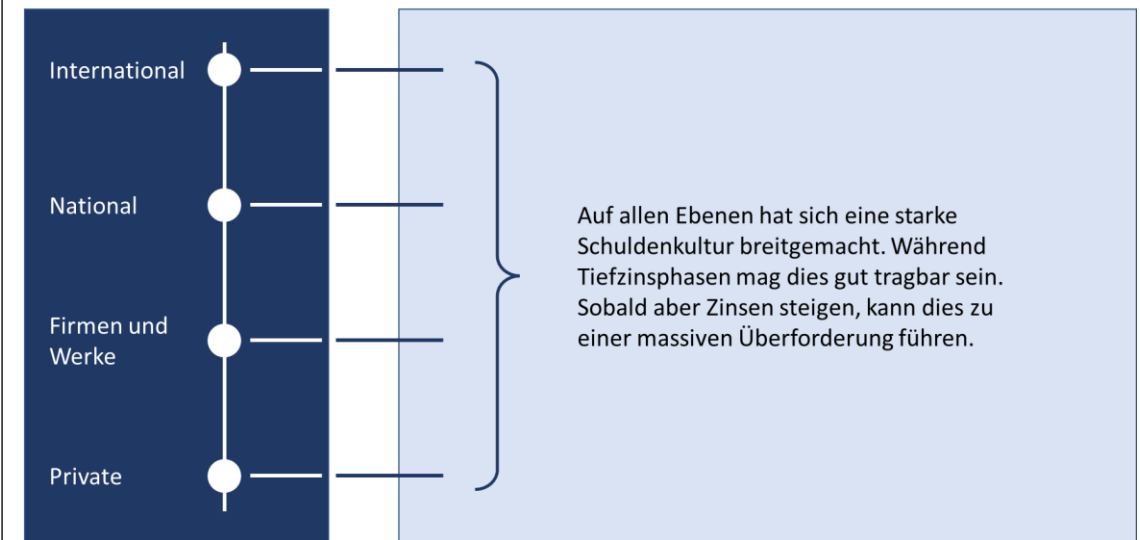 International
National
Firmen und
Werke
Private
Auf allen Ebenen hat sich eine starke
Schuldenkultur breitgemacht. Während
Tiefzinsphasen mag dies gut tragbar sein.
Sobald aber Zinsen steigen, kann dies zu
einer massiven Überforderung führen.